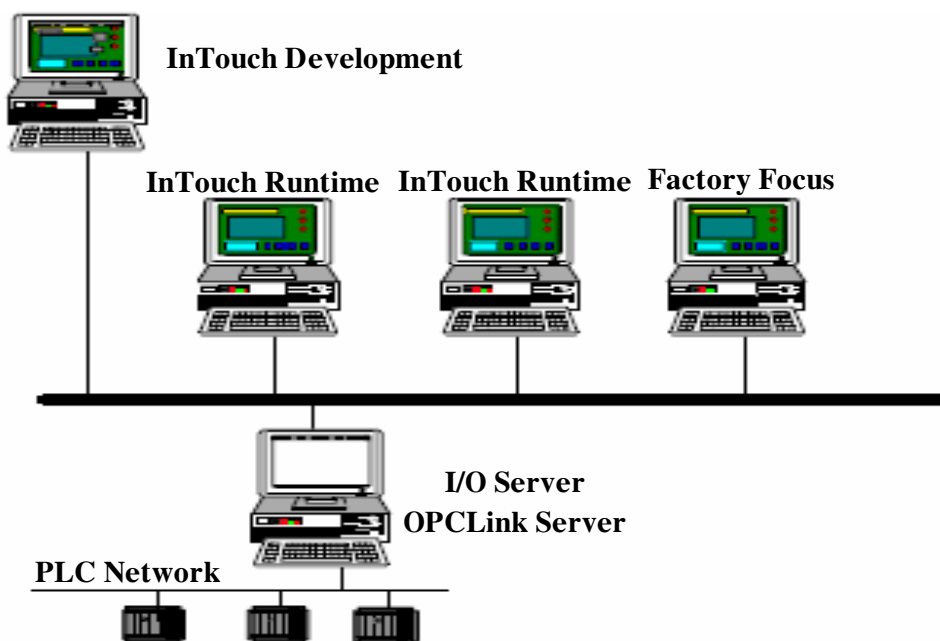 InTouch Development
InTouch Runtime
InTouch Runtime
Factory Focus
I/O Server
OPCLink Server
PLC Network